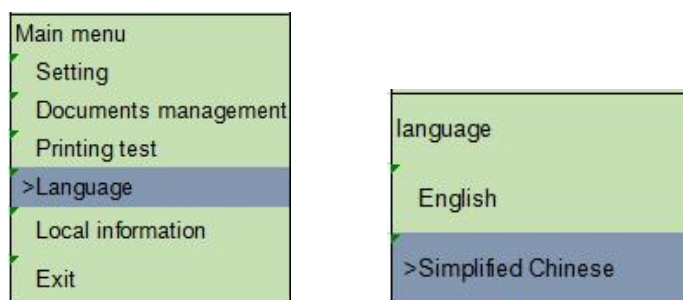 Main menu
Setting
Documents management
Printing test
>Language
Local information
Exit
language
English
>Simplified Chinese